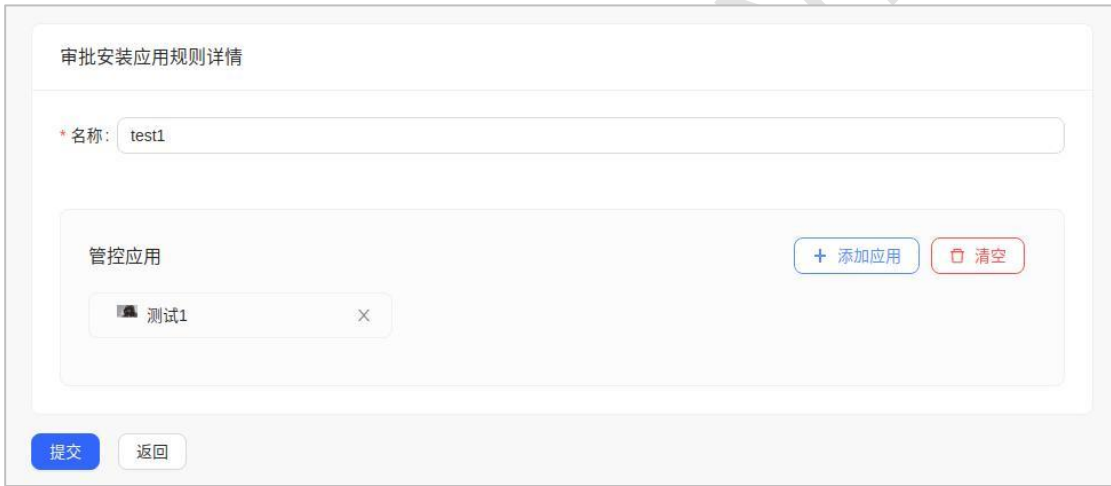 审批安装应用规则详情
* 名称: test1
管控应用
+ 添加应用 清空
测试1 X
提交 返回